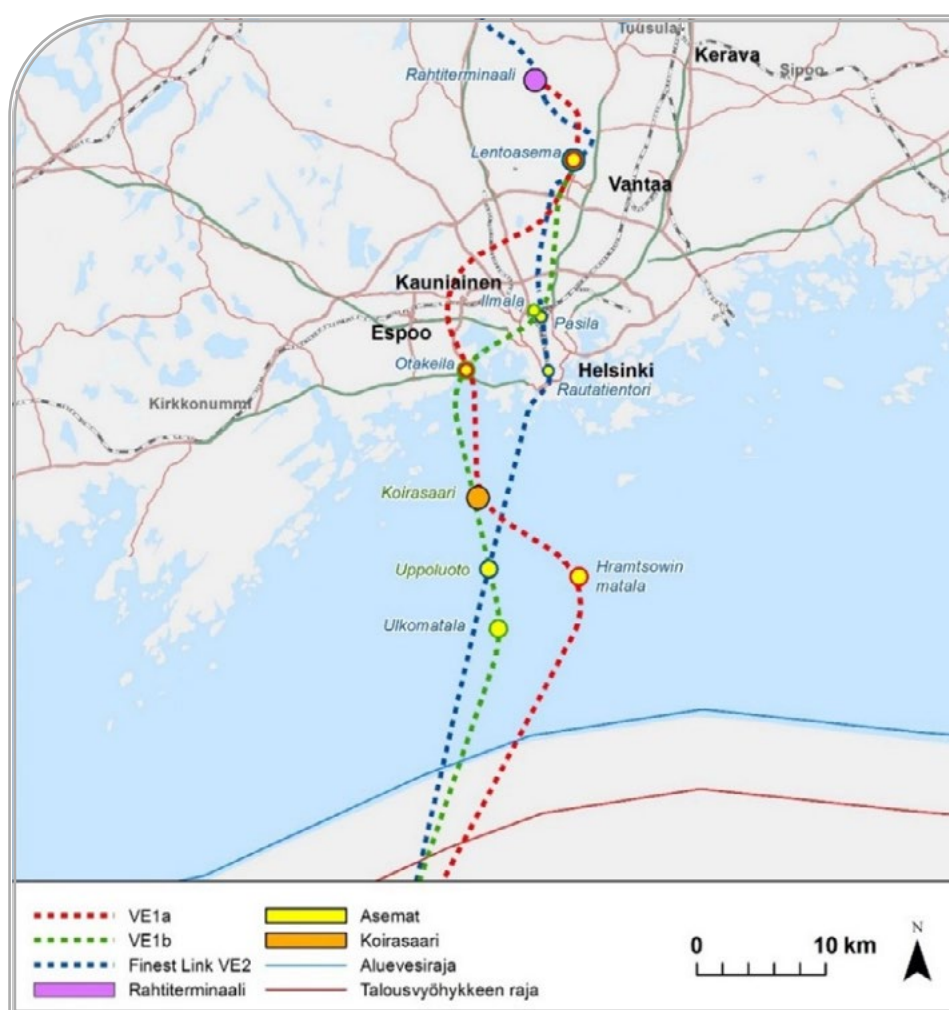 Tuusula
Kerava
Rahtiterminaali
Sipoo
Lentoasema
Vantaa
Kauniainen
Ilmala
Pasila
Espoo
Otakeila
Helsinki
Rautatientori
Kirkkonummi
Koirasaari
Uppoluoto
Hramtsowin
matala
Ulkomatala
VE1a
VE1b
Finest Link VE2
Rahtiterminaali
Asemat
Koirasaari
Aluevesiraja
Talousvyöhykkeen raja
0 10 km
N